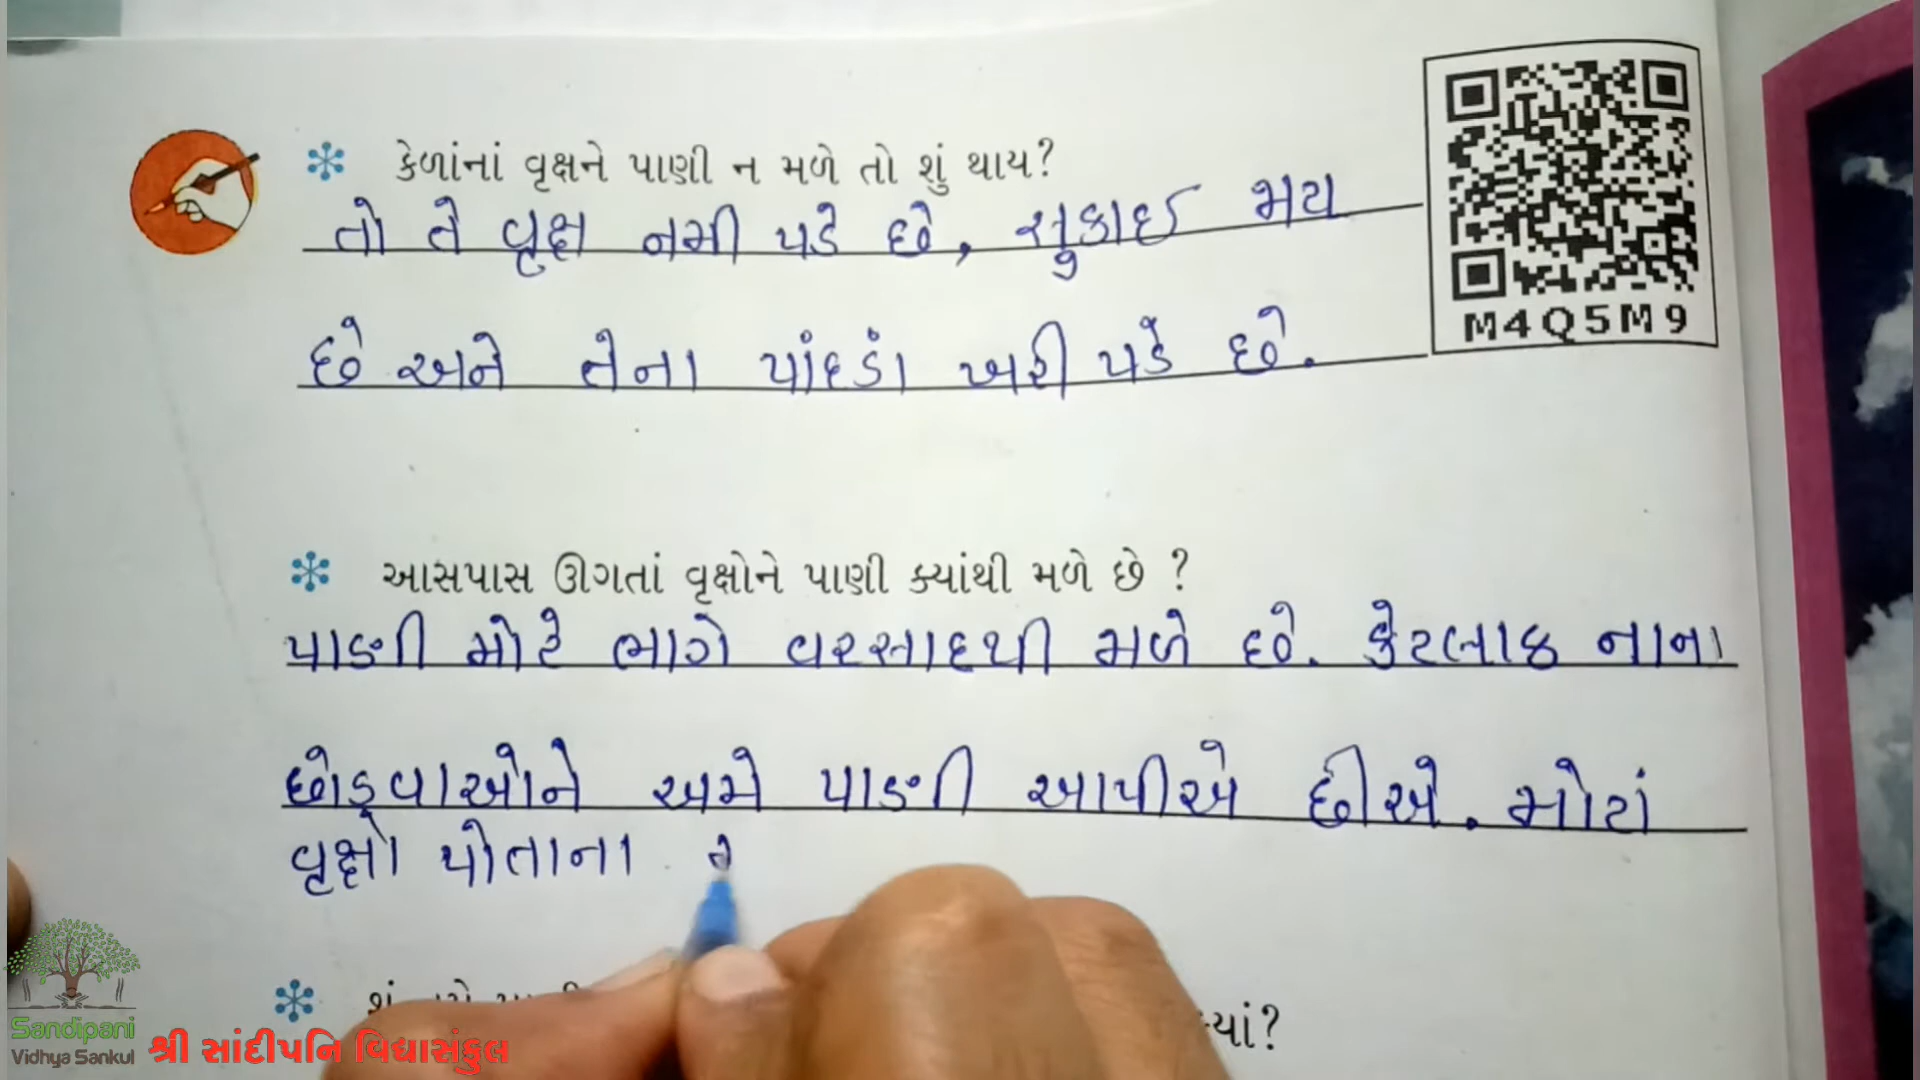 કેળાંનાં વૃક્ષને પાણી ન મળે તો શું થાય?
તો તે વૃક્ષ નમી પડે છે, સુકાઈ જાય
છે અને તેના પાંદડાં ખરી પડે છે.
M4Q5M9
આસપાસ ઊગતાં વૃક્ષોને પાણી ક્યાંથી મળે છે ?
પાણી મોટે ભાગે વરસાદથી મળે છે. કેટલાક નાના
છોડવાઓને અમે પાણી આપીએ છીએ. મોટાં
વૃક્ષો પોતાના
શું
ક્યાં?
Sandipani
Vidhya Sankul
શ્રી સાંદીપનિ વિદ્યાસંકુલ